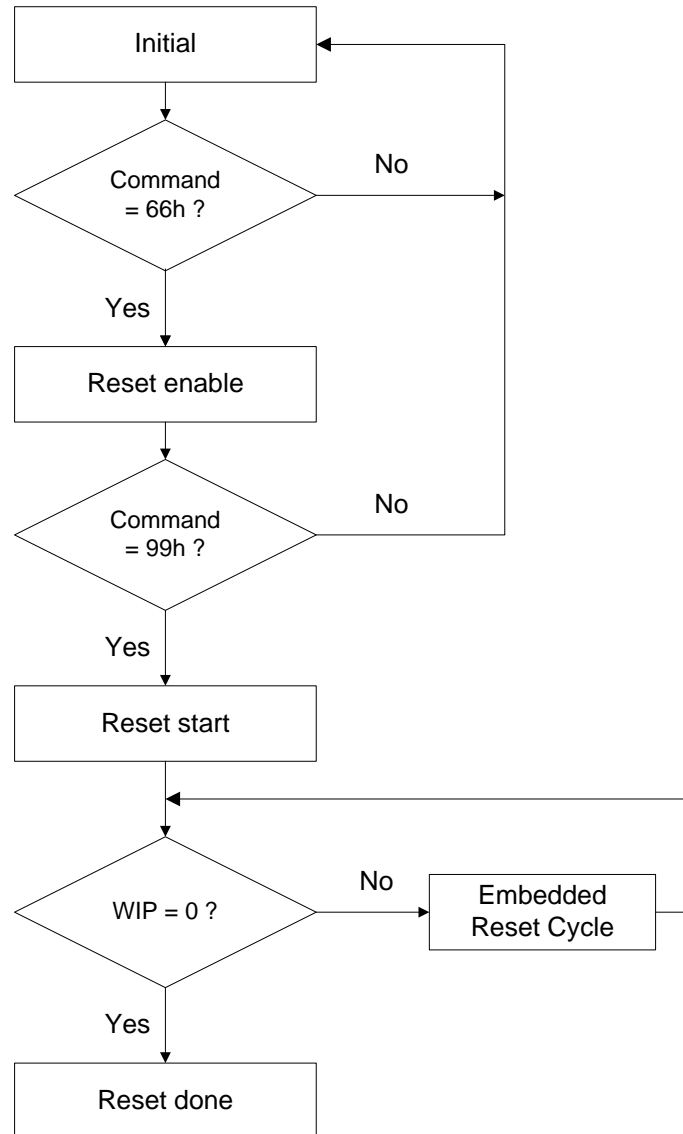 Initial
Command
= 66h ?
No
Yes
Reset enable
Command
= 99h ?
No
Yes
Reset start
WIP = 0 ?
No
Embedded
Reset Cycle
Yes
Reset done